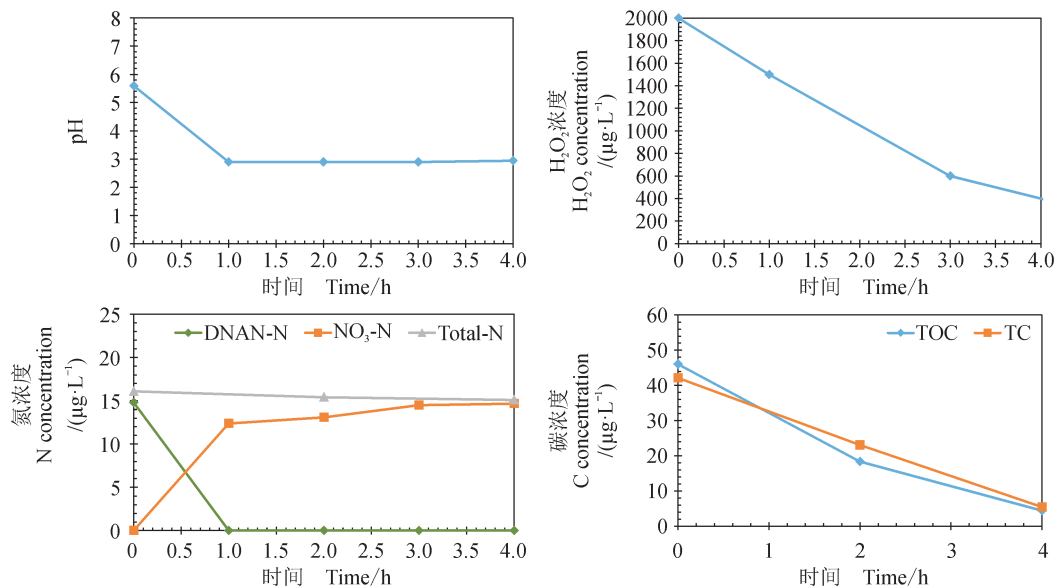 8
7
6
5
4
3
2
1
0
pH
0 0.5 1.0 1.5 2.0 2.5 3.0 3.5 4.0
时间 Time/h
2000
1800
1600
1400
1200
1000
800
600
400
200
0
H₂O₂浓度
H₂O₂ concentration
/(μg·L⁻¹)
0 0.5 1.0 1.5 2.0 2.5 3.0 3.5 4.0
时间 Time/h
25
20
15
10
5
0
氮浓度
N concentration
/(μg·L⁻¹)
DNAN-N NO₃-N Total-N
0 0.5 1.0 1.5 2.0 2.5 3.0 3.5 4.0
时间 Time/h
60
50
40
30
20
10
0
碳浓度
C concentration
/(μg·L⁻¹)
TOC TC
0 1 2 3 4
时间 Time/h